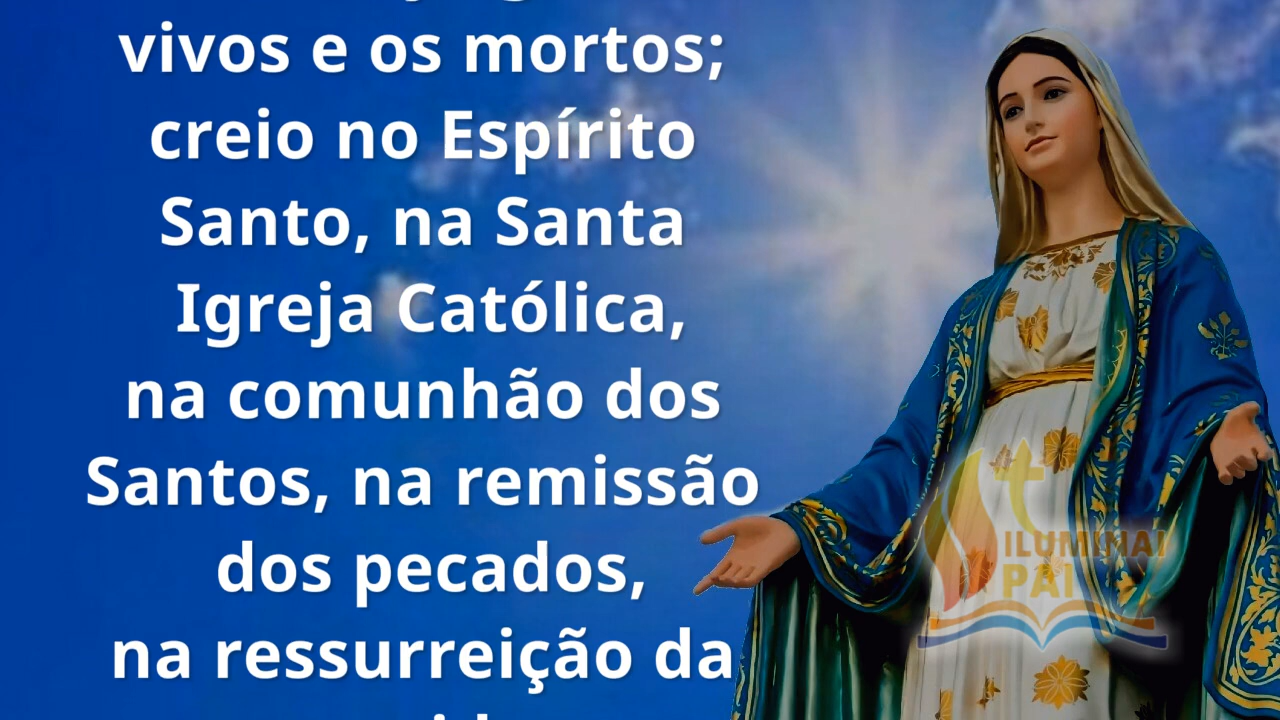 vivos e os mortos;
creio no Espírito
Santo, na Santa
Igreja Católica,
na comunhão dos
Santos, na remissão
dos pecados,
na ressurreição da
ILUMINAI
PAI